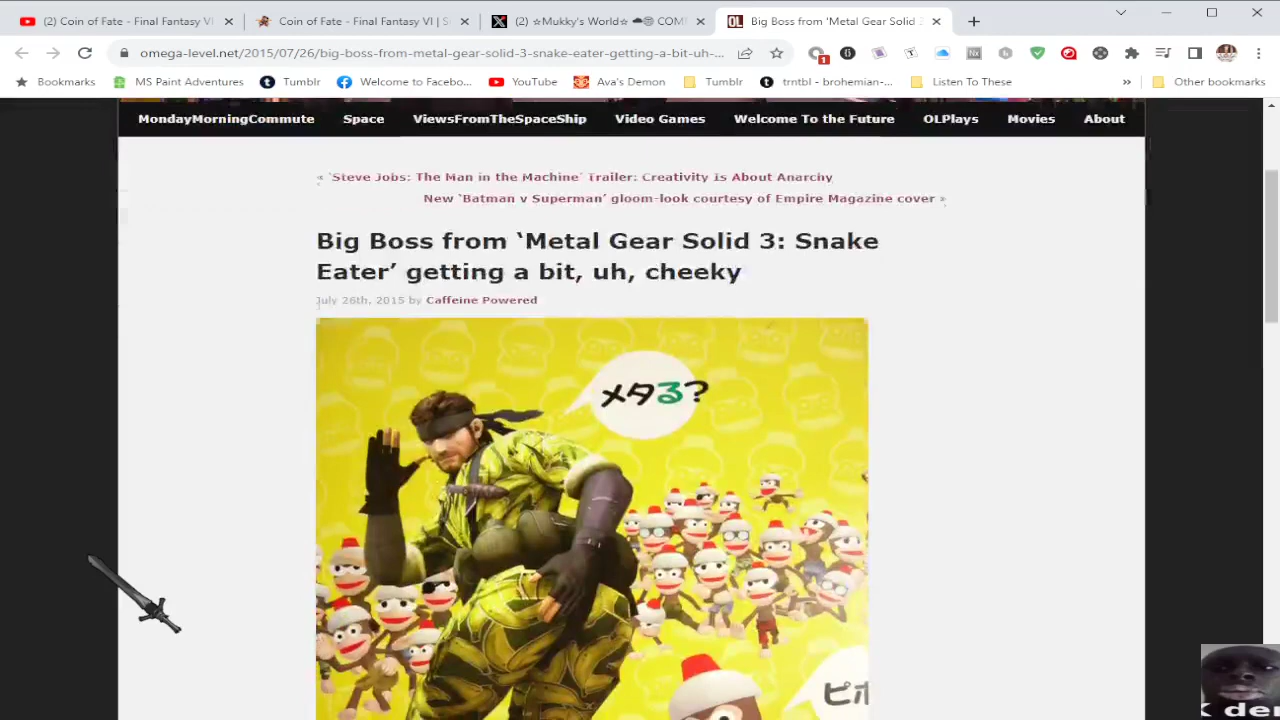 (2) Coin of Fate - Final Fantasy VI
Coin of Fate - Final Fantasy VI | S
(2) ☆Mukky's World☆
Big Boss from 'Metal Gear Solid 3
omega-level.net/2015/07/26/big-boss-from-metal-gear-solid-3-snake-eater-getting-a-bit-uh-...
1
Bookmarks
MS Paint Adventures
Tumblr
Welcome to Facebo...
YouTube
Ava's Demon
Tumblr
trntbl - brohemian-...
Listen To These
»
Other bookmarks
MondayMorningCommute Space ViewsFromTheSpaceShip Video Games Welcome To the Future OLPlays Movies About
« 'Steve Jobs: The Man in the Machine' Trailer: Creativity Is About Anarchy
New 'Batman v Superman' gloom-look courtesy of Empire Magazine cover »
Big Boss from 'Metal Gear Solid 3: Snake
Eater' getting a bit, uh, cheeky
July 26th, 2015 by Caffeine Powered
メタる?